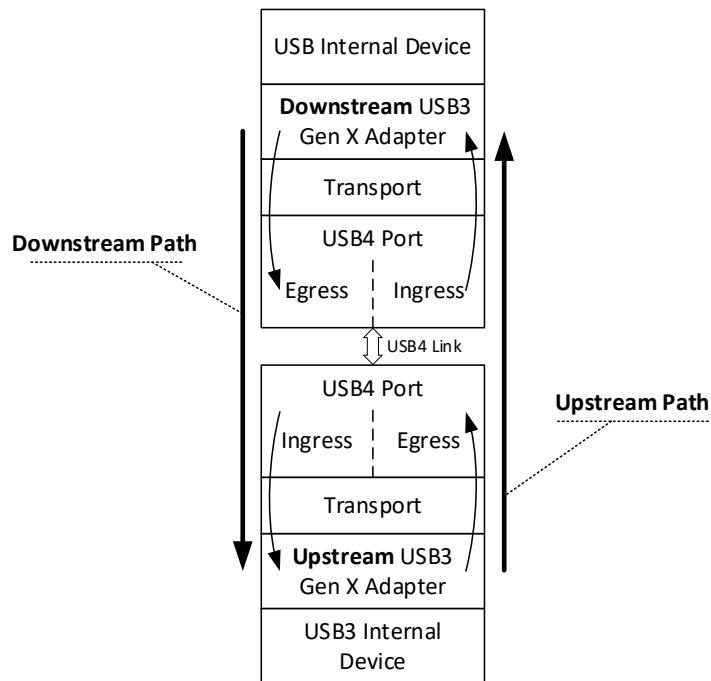 USB Internal Device
Downstream USB3
Gen X Adapter
Transport
Downstream Path
USB4 Port
Egress
Ingress
USB4 Link
USB4 Port
Upstream Path
Ingress
Egress
Transport
Upstream USB3
Gen X Adapter
USB3 Internal
Device